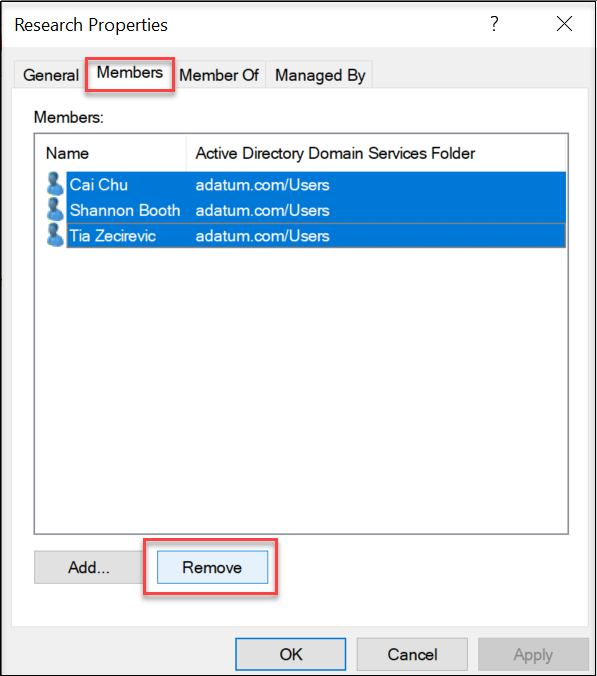 Research Properties ?
General Members Member Of Managed By
Members:
Name Active Directory Domain Services Folder
Cai Chu adatum.com/Users
Shannon Booth adatum.com/Users
Tia Zecirevic adatum.com/Users
Add... Remove
OK Cancel Apply